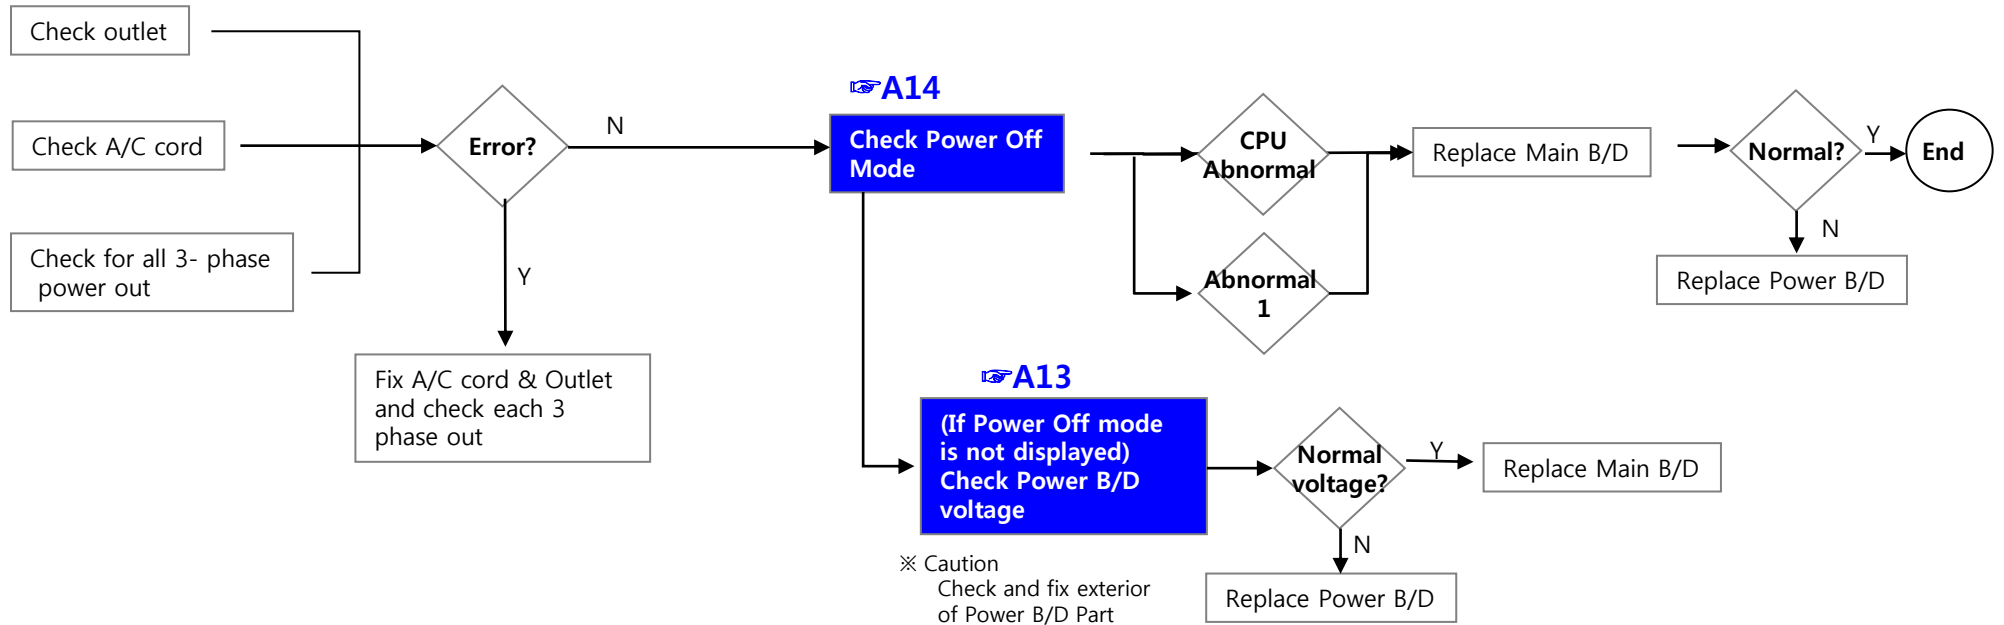 Check outlet
Check A/C cord
Check for all 3- phase
power out
Error?
N
Y
Fix A/C cord & Outlet
and check each 3
phase out
☞A14
Check Power Off
Mode
CPU
Abnormal
Abnormal
1
Replace Main B/D
Normal?
Y
End
N
Replace Power B/D
☞A13
(If Power Off mode
is not displayed)
Check Power B/D
voltage
※ Caution
Check and fix exterior
of Power B/D Part
Normal
voltage?
Y
Replace Main B/D
N
Replace Power B/D